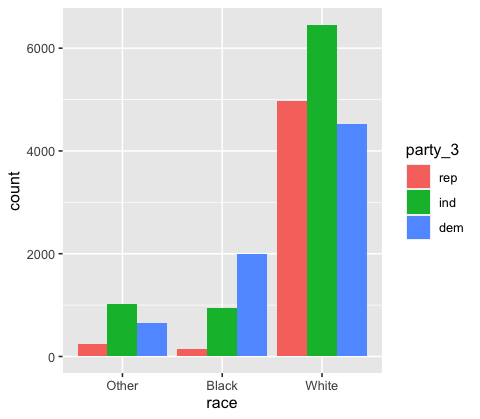 6000
4000
2000
0
count
Other Black White
race
party_3
rep
ind
dem